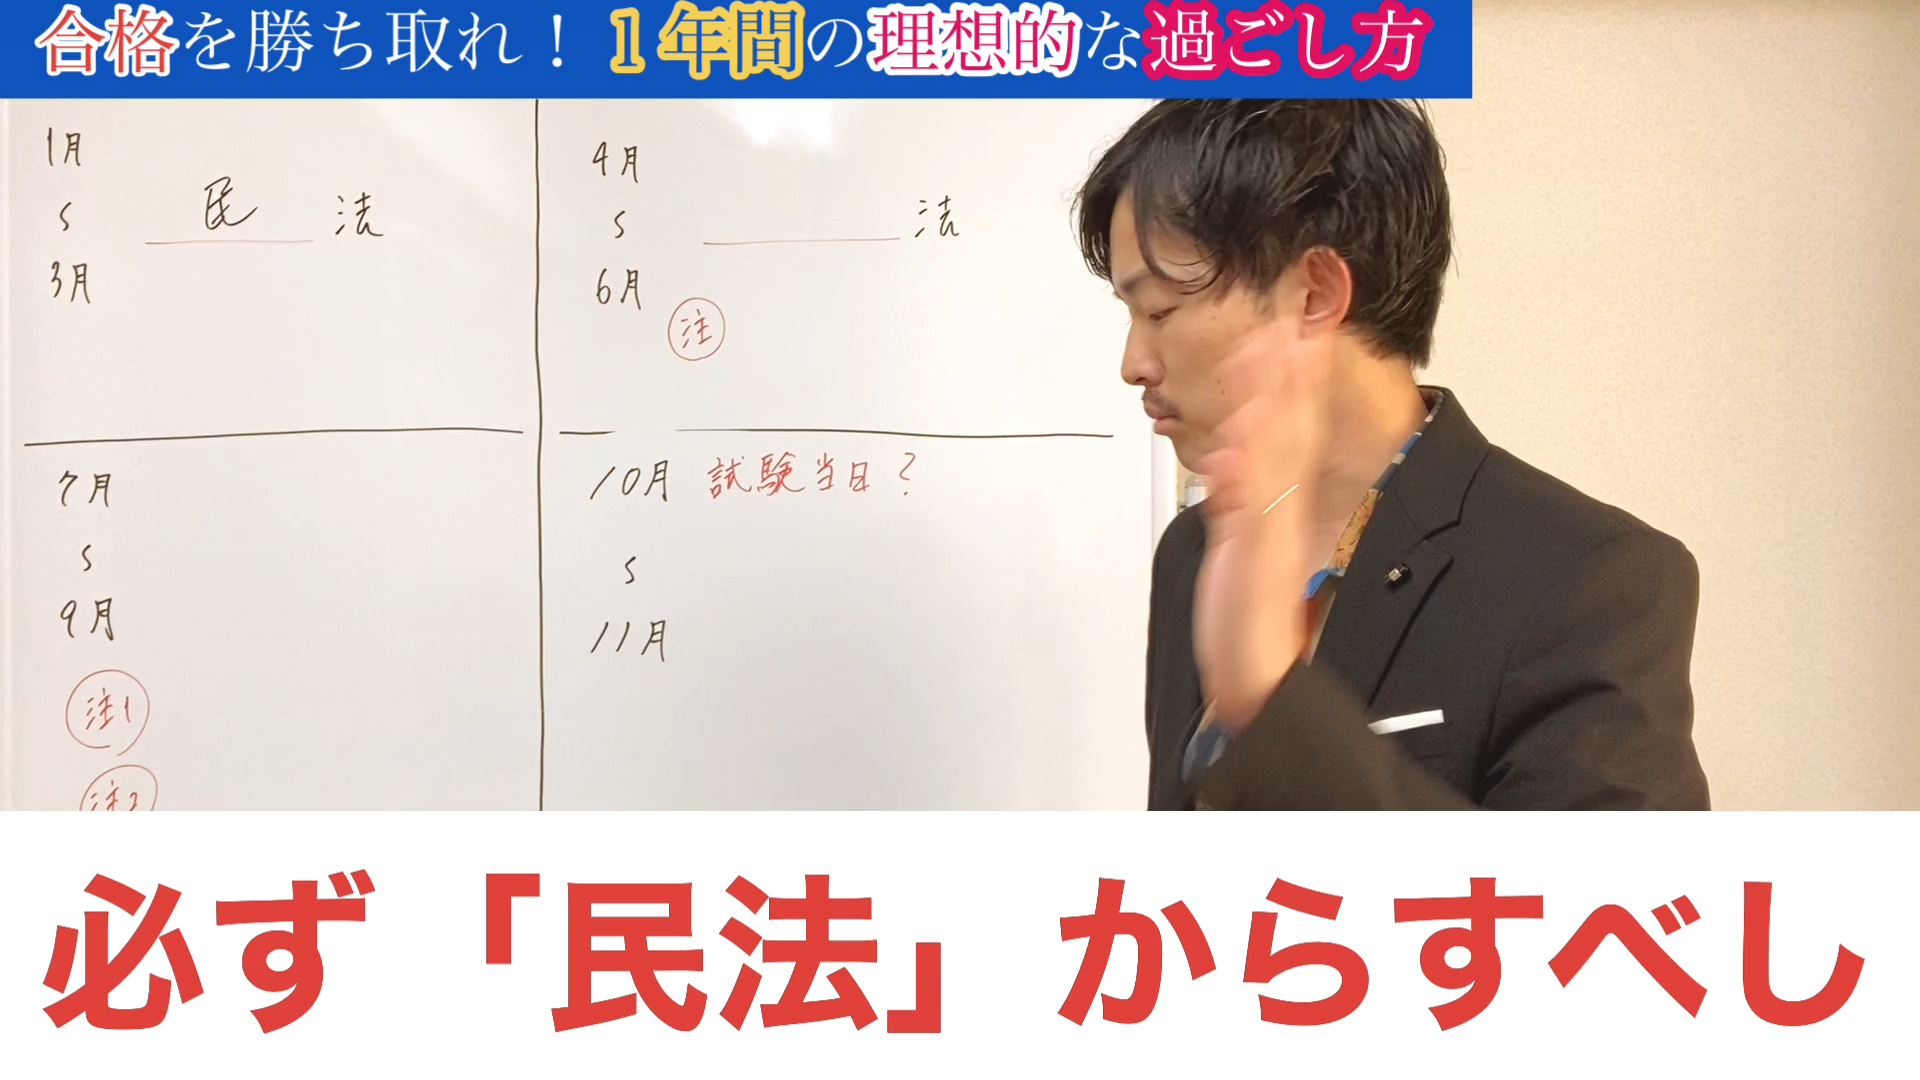 合格を勝ち取れ！１年間の理想的な過ごし方
1月
S
3月
民法
4月
S
6月
法
注
7月
S
9月
注1
注2
10月 試験当日？
S
11月
必ず「民法」からすべし